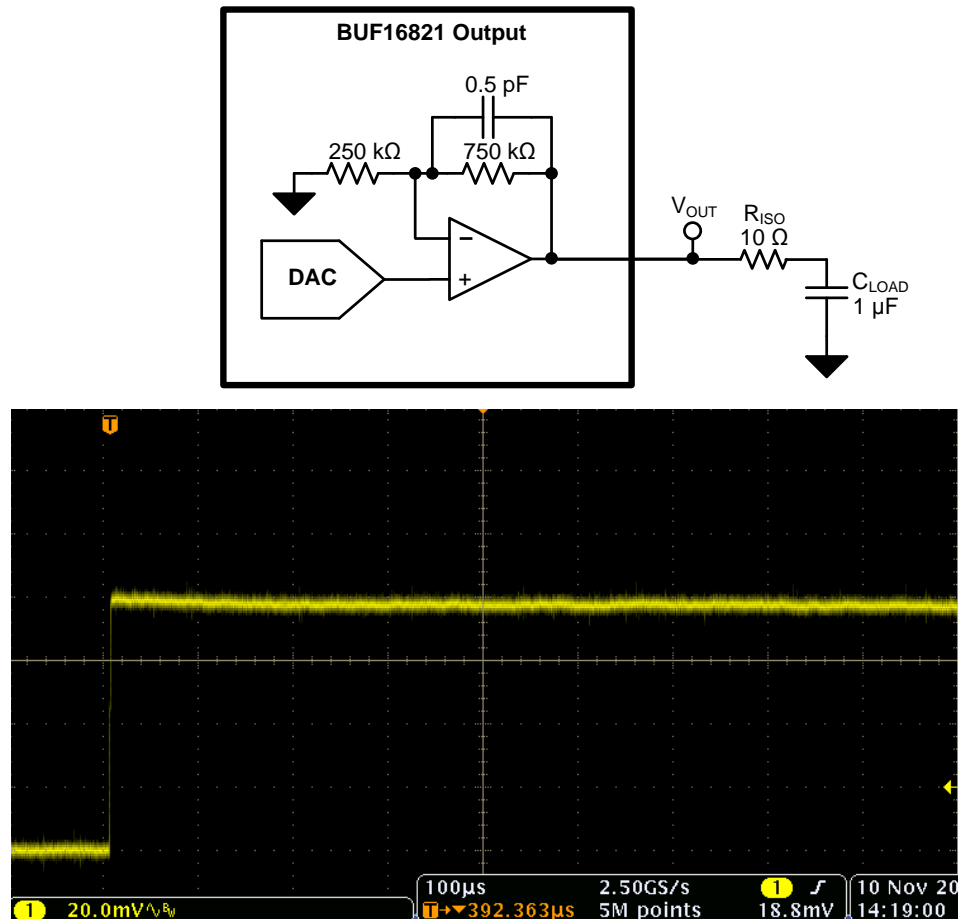 BUF16821 Output
0.5 pF
250 kΩ
750 kΩ
DAC
−
+
VOUT
RISO
10 Ω
CLOAD
1 µF
T
100µs 2.50GS/s 1 10 Nov 20
1 20.0mV BW T→▼392.363µs 5M points 18.8mV 14:19:00